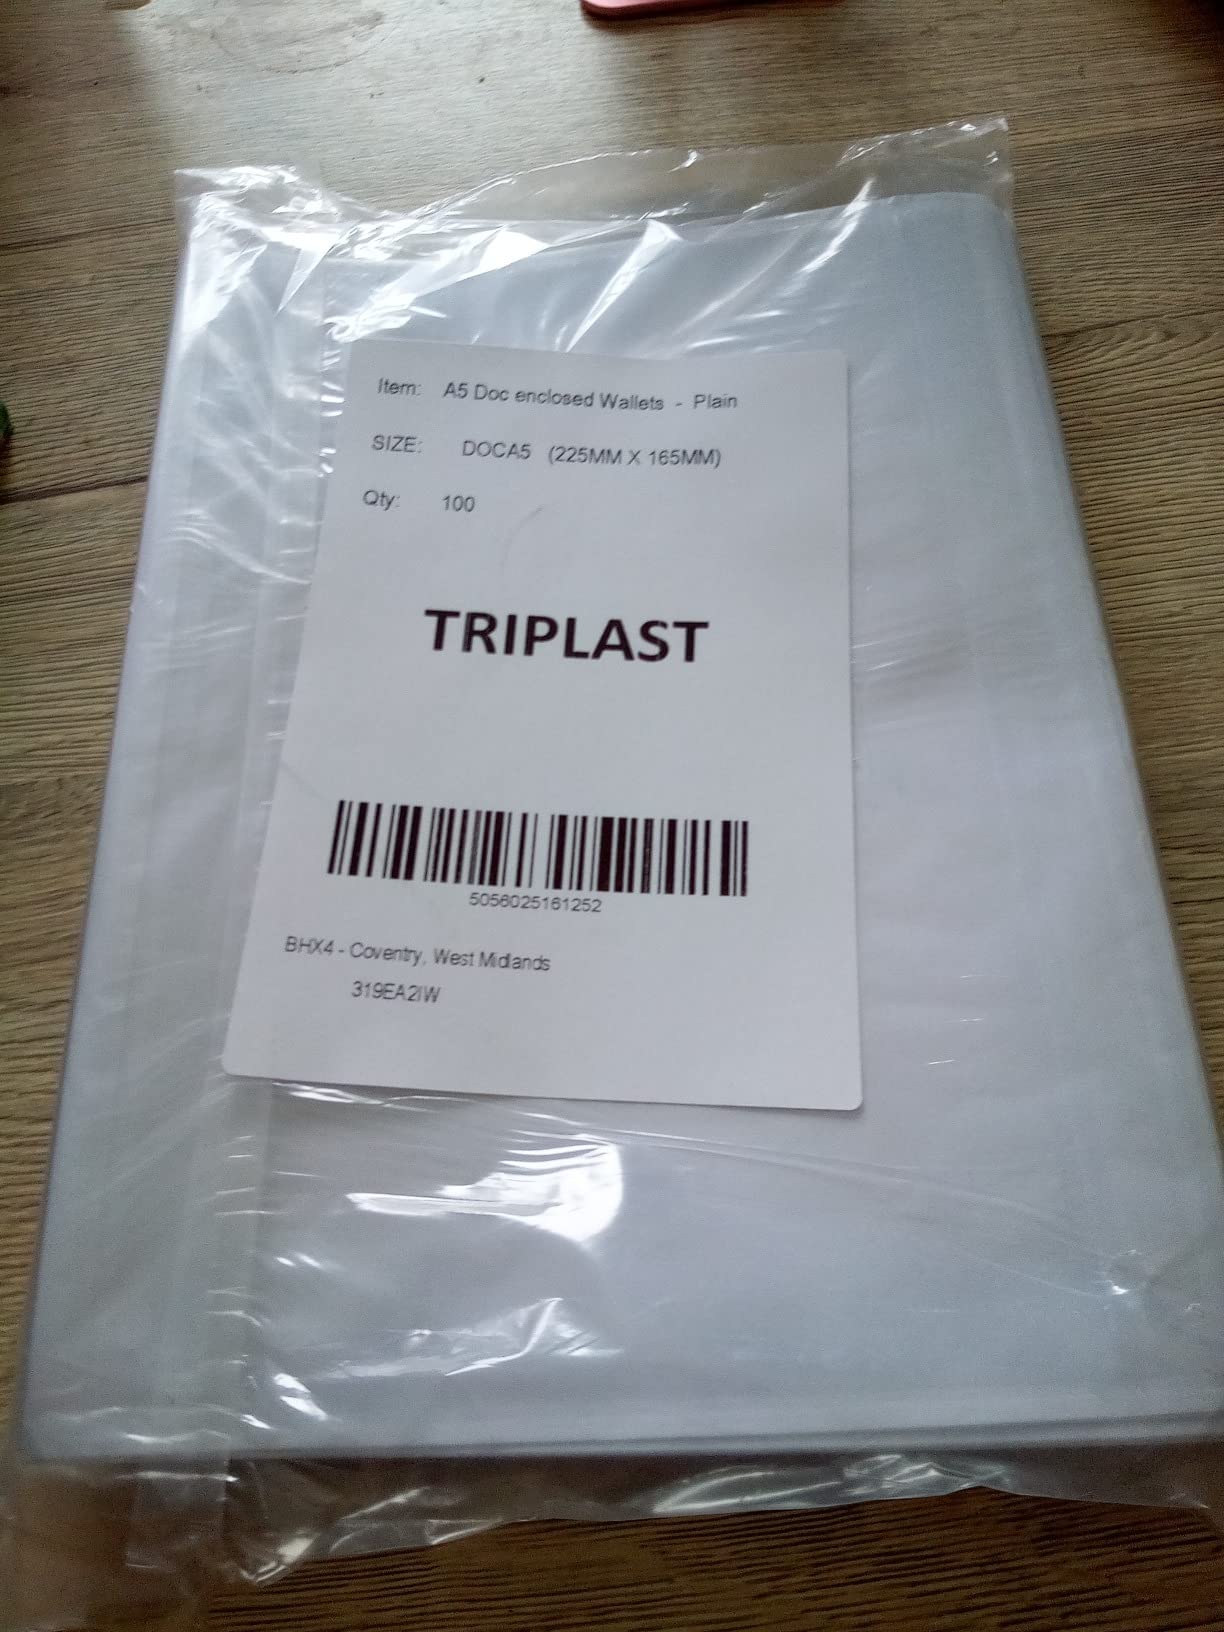 Item: A5 Doc enclosed Wallets - Plain
SIZE: DOCA5 (225MM X 165MM)
Qty: 100
TRIPLAST
5056025161252
BHX4 - Coventry, West Midlands
319EA2IW